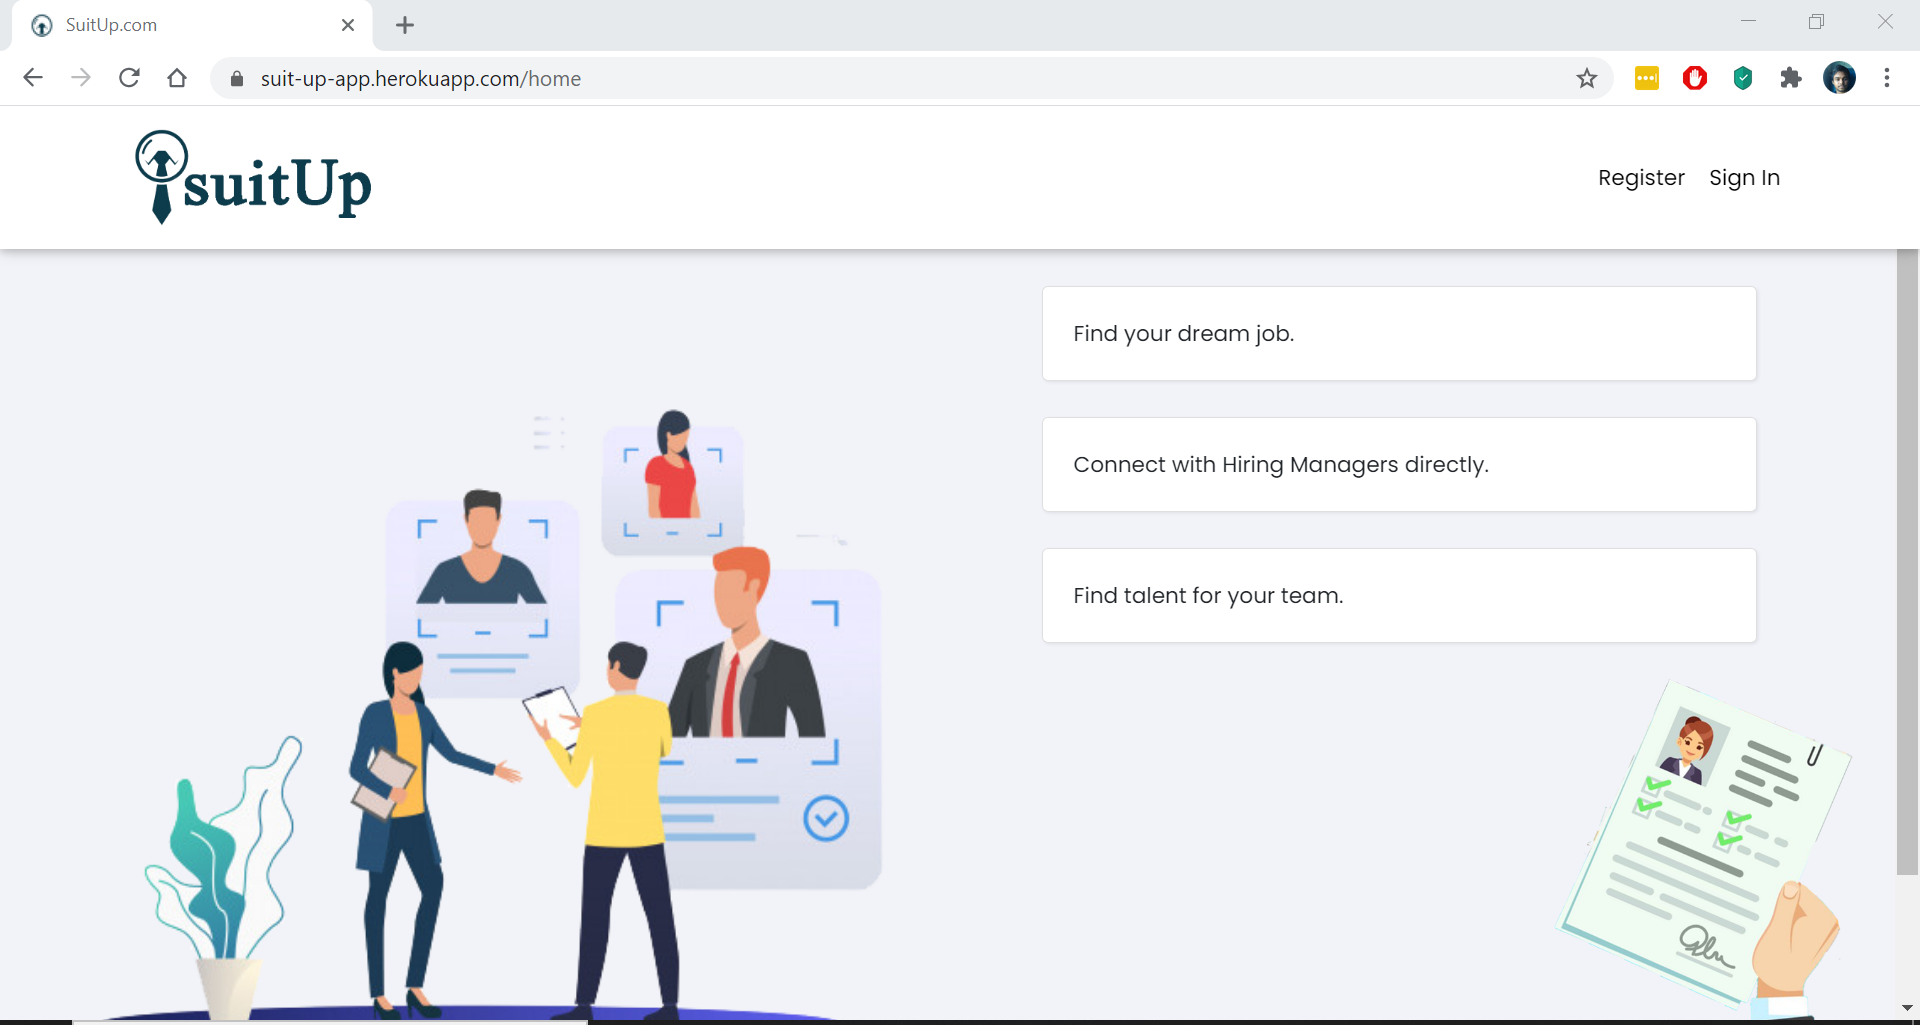 SuitUp.com
suit-up-app.herokuapp.com/home
suitUp
Register Sign In
Find your dream job.
Connect with Hiring Managers directly.
Find talent for your team.